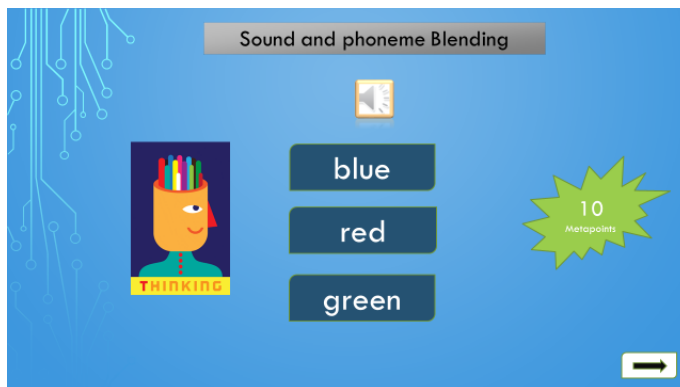 Sound and phoneme Blending
blue
red
green
THINKING
10
Metapoints